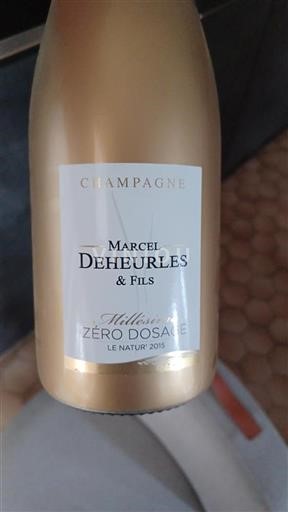 CHAMPAGNE
MARCEL
DEHEURLES
& FILS
Millésime
ZÉRO DOSAGE
LE NATUR' 2015